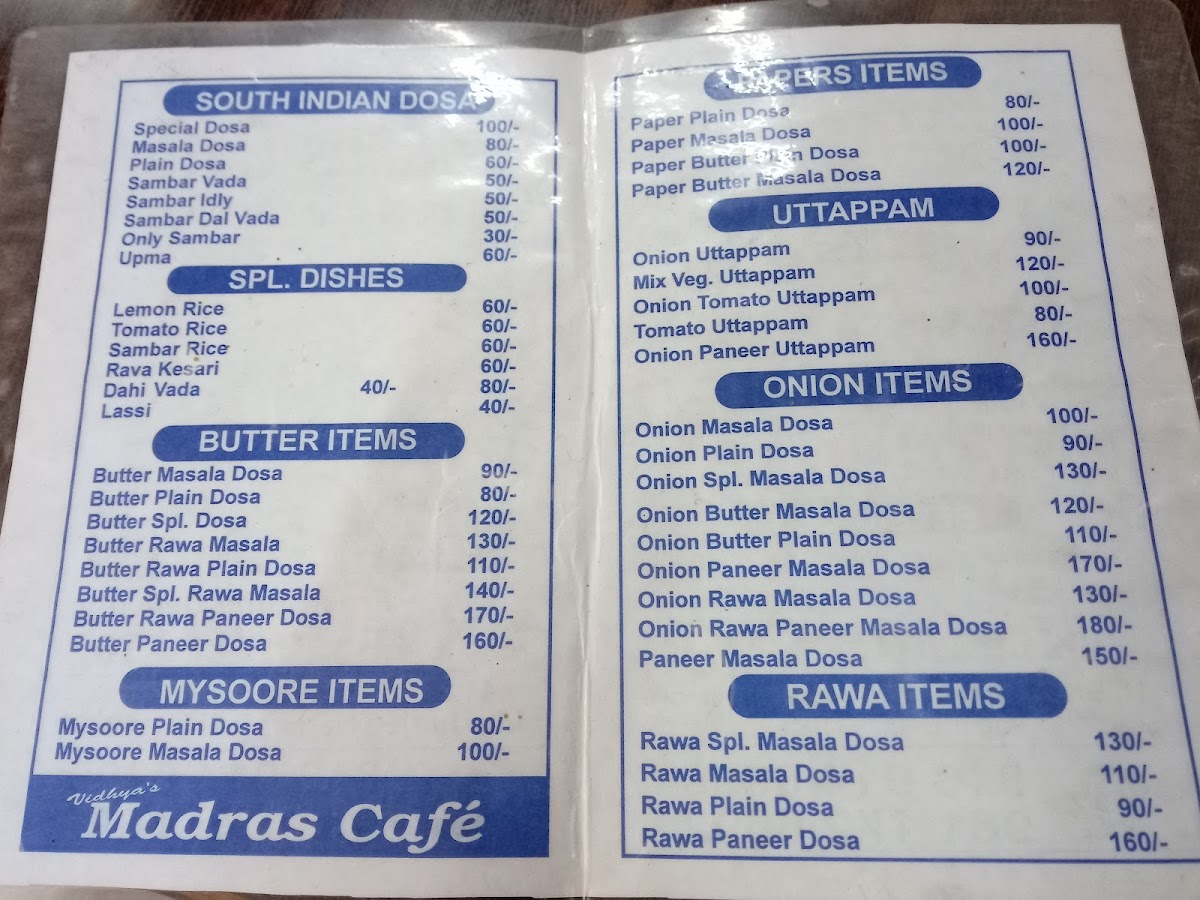 SOUTH INDIAN DOSA
Special Dosa 100/-
Masala Dosa 80/-
Plain Dosa 60/-
Sambar Vada 50/-
Sambar Idly 50/-
Sambar Dal Vada 50/-
Only Sambar 30/-
Upma 60/-
SPL. DISHES
Lemon Rice 60/-
Tomato Rice 60/-
Sambar Rice 60/-
Rava Kesari 60/-
Dahi Vada 40/- 80/-
Lassi 40/-
BUTTER ITEMS
Butter Masala Dosa 90/-
Butter Plain Dosa 80/-
Butter Spl. Dosa 120/-
Butter Rawa Masala 130/-
Butter Rawa Plain Dosa 110/-
Butter Spl. Rawa Masala 140/-
Butter Rawa Paneer Dosa 170/-
Butter Paneer Dosa 160/-
MYSOORE ITEMS
Mysoore Plain Dosa 80/-
Mysoore Masala Dosa 100/-
Vidhya's
Madras Café
ITEMS
Paper Plain Dosa 80/-
Paper Masala Dosa 100/-
Paper Butter Plain Dosa 100/-
Paper Butter Masala Dosa 120/-
UTTAPPAM
Onion Uttappam 90/-
Mix Veg. Uttappam 120/-
Onion Tomato Uttappam 100/-
Tomato Uttappam 80/-
Onion Paneer Uttappam 160/-
ONION ITEMS
Onion Masala Dosa 100/-
Onion Plain Dosa 90/-
Onion Spl. Masala Dosa 130/-
Onion Butter Masala Dosa 120/-
Onion Butter Plain Dosa 110/-
Onion Paneer Masala Dosa 170/-
Onion Rawa Masala Dosa 130/-
Onion Rawa Paneer Masala Dosa 180/-
Paneer Masala Dosa 150/-
RAWA ITEMS
Rawa Spl. Masala Dosa 130/-
Rawa Masala Dosa 110/-
Rawa Plain Dosa 90/-
Rawa Paneer Dosa 160/-